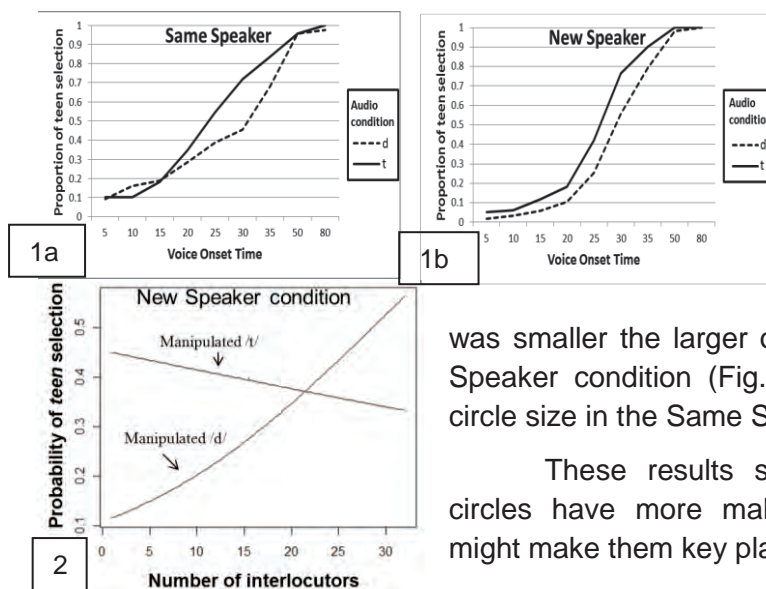 Same Speaker
Proportion of teen selection
1
0.9
0.8
0.7
0.6
0.5
0.4
0.3
0.2
0.1
0
5 10 15 20 25 30 35 50 80
Voice Onset Time
Audio
condition
d
t
1a
New Speaker
Proportion of teen selection
1
0.9
0.8
0.7
0.6
0.5
0.4
0.3
0.2
0.1
0
5 10 15 20 25 30 35 50 80
Voice Onset Time
Audio
condition
d
t
1b
New Speaker condition
Probability of teen selection
0.5
0.4
0.3
0.2
0.1
Manipulated /t/
Manipulated /d/
0 5 10 15 20 25 30
Number of interlocutors
2
was smaller the larger
Speaker condition (Fig.
circle size in the Same S
These results s
circles have more
might make them key